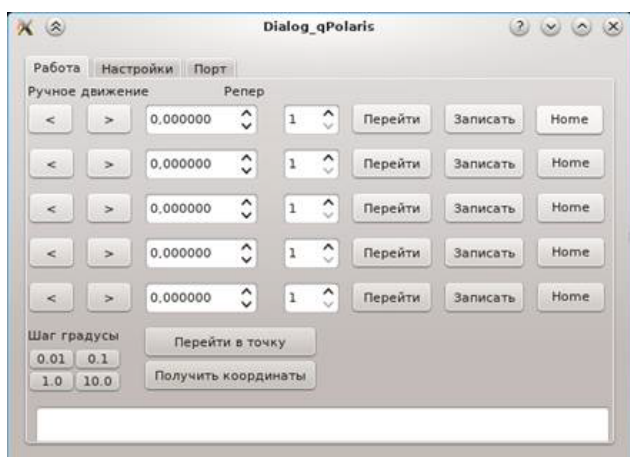 Dialog_qPolaris ?
Работа Настройки Порт
Ручное движение Репер
< > 0,000000 1 Перейти Записать Home
< > 0,000000 1 Перейти Записать Home
< > 0,000000 1 Перейти Записать Home
< > 0,000000 1 Перейти Записать Home
< > 0,000000 1 Перейти Записать Home
Шаг градусы Перейти в точку
0.01 0.1
1.0 10.0 Получить координаты